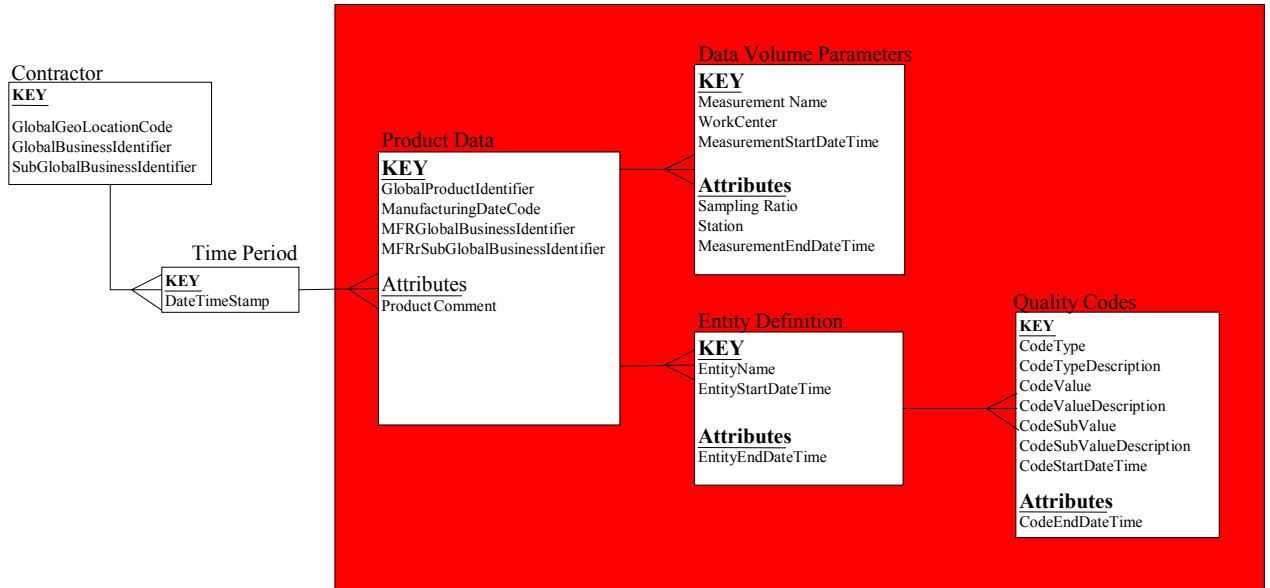 Contractor
KEY
GlobalGeoLocationCode
GlobalBusinessIdentifier
SubGlobalBusinessIdentifier
Time Period
KEY
DateTimeStamp
Product Data
KEY
GlobalProductIdentifier
ManufacturingDateCode
MFRGlobalBusinessIdentifier
MFRrSubGlobalBusinessIdentifier
Attributes
ProductComment
Data Volume Parameters
KEY
Measurement Name
WorkCenter
MeasurementStartDateTime
Attributes
Sampling Ratio
Station
MeasurementEndDateTime
Entity Definition
KEY
EntityName
EntityStartDateTime
Attributes
EntityEndDateTime
Quality Codes
KEY
CodeType
CodeTypeDescription
CodeValue
CodeValueDescription
CodeSubValue
CodeSubValueDescription
CodeStartDateTime
Attributes
CodeEndDateTime